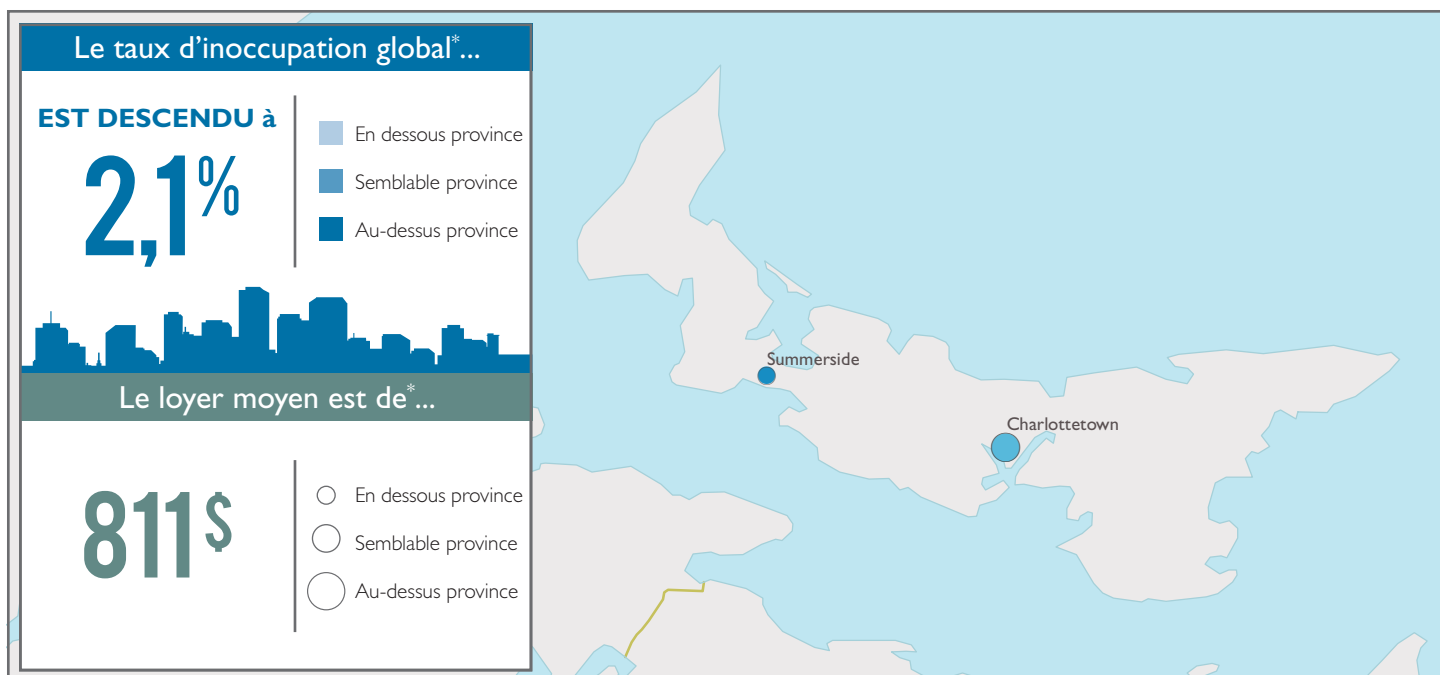 Le taux d'inoccupation global*...
EST DESCENDU à
2,1%
En dessous province
Semblable province
Au-dessus province
Le loyer moyen est de*...
811$
En dessous province
Semblable province
Au-dessus province
Summerside
Charlottetown